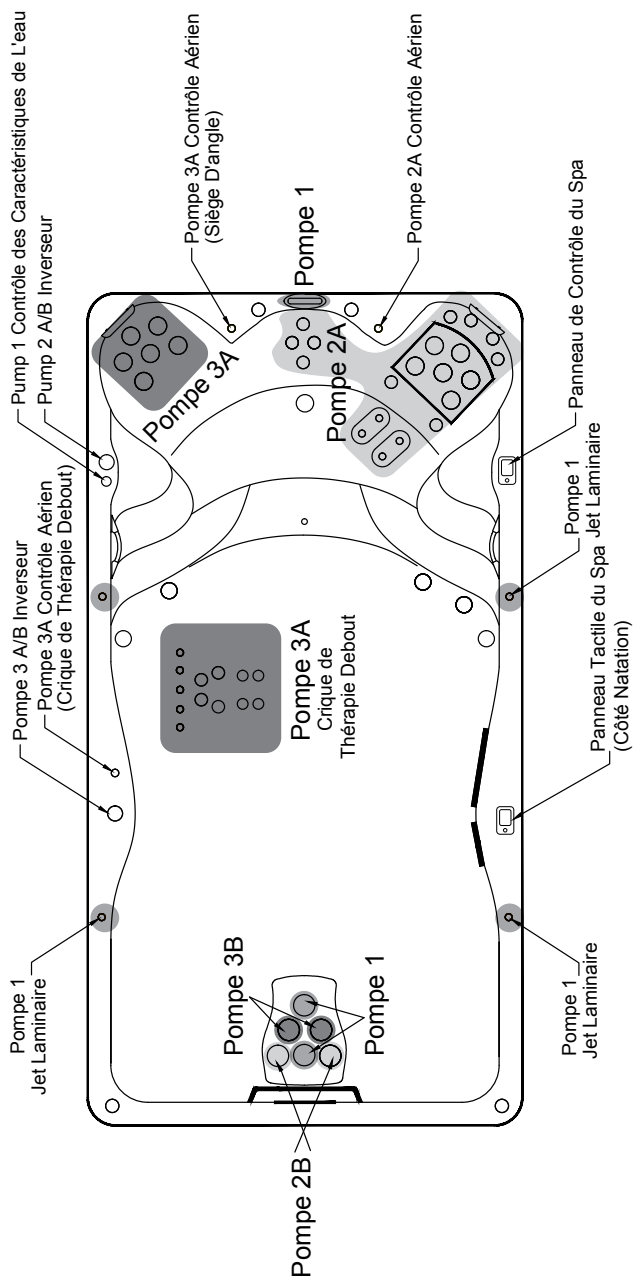 Pompe 1
Jet Laminaire
Pompe 3 A/B Inverseur
Pompe 3A Contrôle Aérien
(Crique de Thérapie Debout)
Pump 1 Contrôle des Caractéristiques de L'eau
Pump 2 A/B Inverseur
Pompe 3A Contrôle Aérien
(Siège D'angle)
Pompe 1
Pompe 2A Contrôle Aérien
Pompe 3A
Pompe 2A
Pompe 3A
Crique de
Thérapie Debout
Pompe 3B
Pompe 1
Pompe 2B
Pompe 1
Jet Laminaire
Panneau Tactile du Spa
(Côté Natation)
Pompe 1
Jet Laminaire
Panneau de Contrôle du Spa